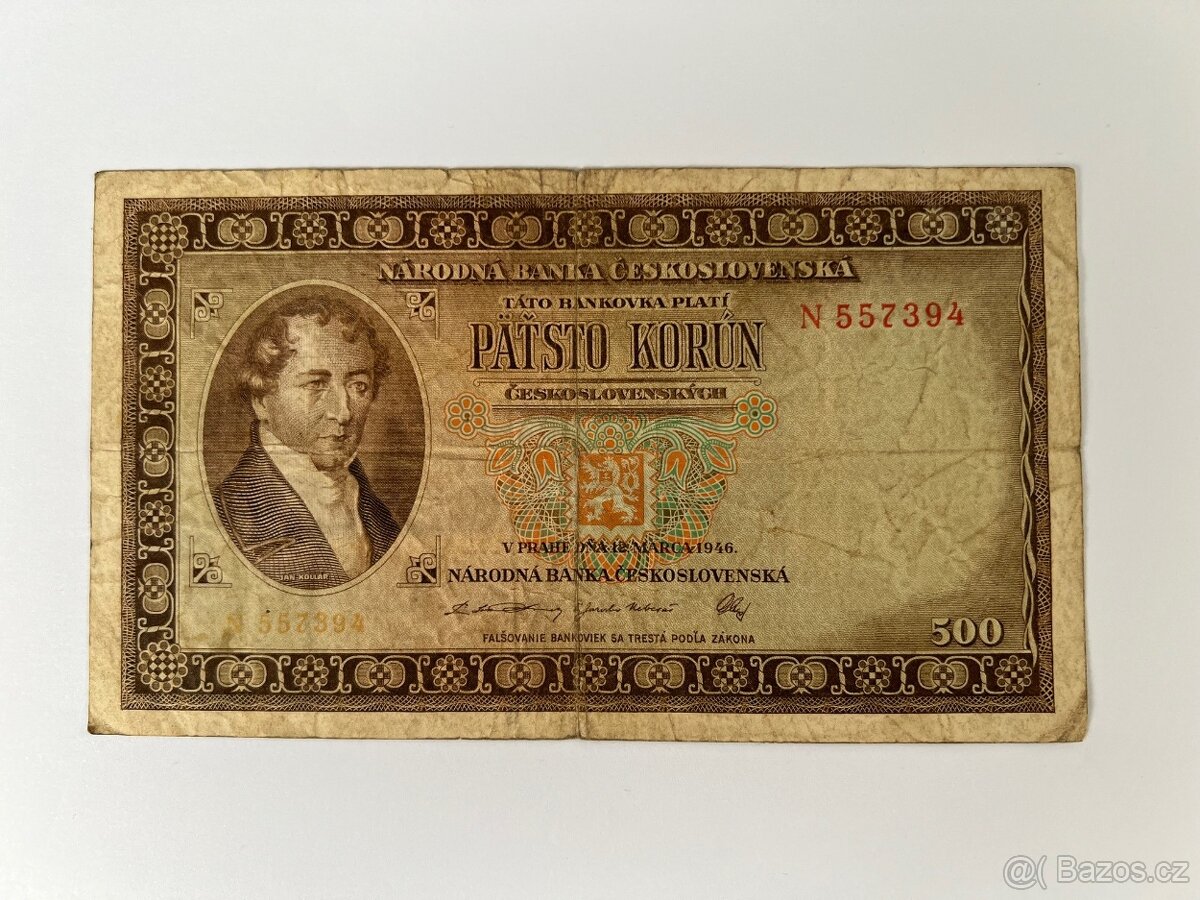 NÁRODNÁ BANKA ČESKOSLOVENSKÁ
TÁTO BANKOVKA PLATÍ
PÄŤSTO KORÚN
N 557394
ČESKOSLOVENSKÝCH
V PRAHE DŇA 12. MARCA 1946.
JAN KOLLÁR
NÁRODNÁ BANKA ČESKOSLOVENSKÁ
N 557394
FALŠOVANIE BANKOVIEK SA TRESTÁ PODĽA ZÁKONA
500
@( Bazos.cz